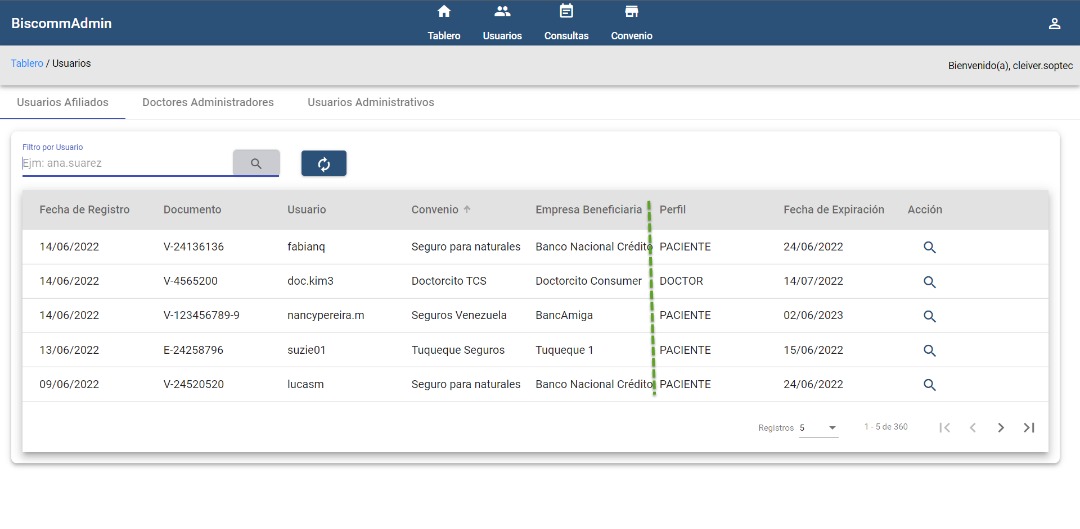 BiscommAdmin
Tablero Usuarios Consultas Convenio
Tablero / Usuarios
Bienvenido(a), cleiver.soptec
Usuarios Afiliados Doctores Administradores Usuarios Administrativos
Filtro por Usuario
Ejm: ana.suarez
Fecha de Registro Documento Usuario Convenio Empresa Beneficiaria Perfil Fecha de Expiración Acción
14/06/2022 V-24136136 fabianq Seguro para naturales Banco Nacional Crédito PACIENTE 24/06/2022
14/06/2022 V-4565200 doc.kim3 Doctorcito TCS Doctorcito Consumer DOCTOR 14/07/2022
14/06/2022 V-123456789-9 nancypereira.m Seguros Venezuela BancAmiga PACIENTE 02/06/2023
13/06/2022 E-24258796 suzie01 Tuqueque Seguros Tuqueque 1 PACIENTE 15/06/2022
09/06/2022 V-24520520 lucasm Seguro para naturales Banco Nacional Crédito PACIENTE 24/06/2022
Registros 5 1 - 5 de 360